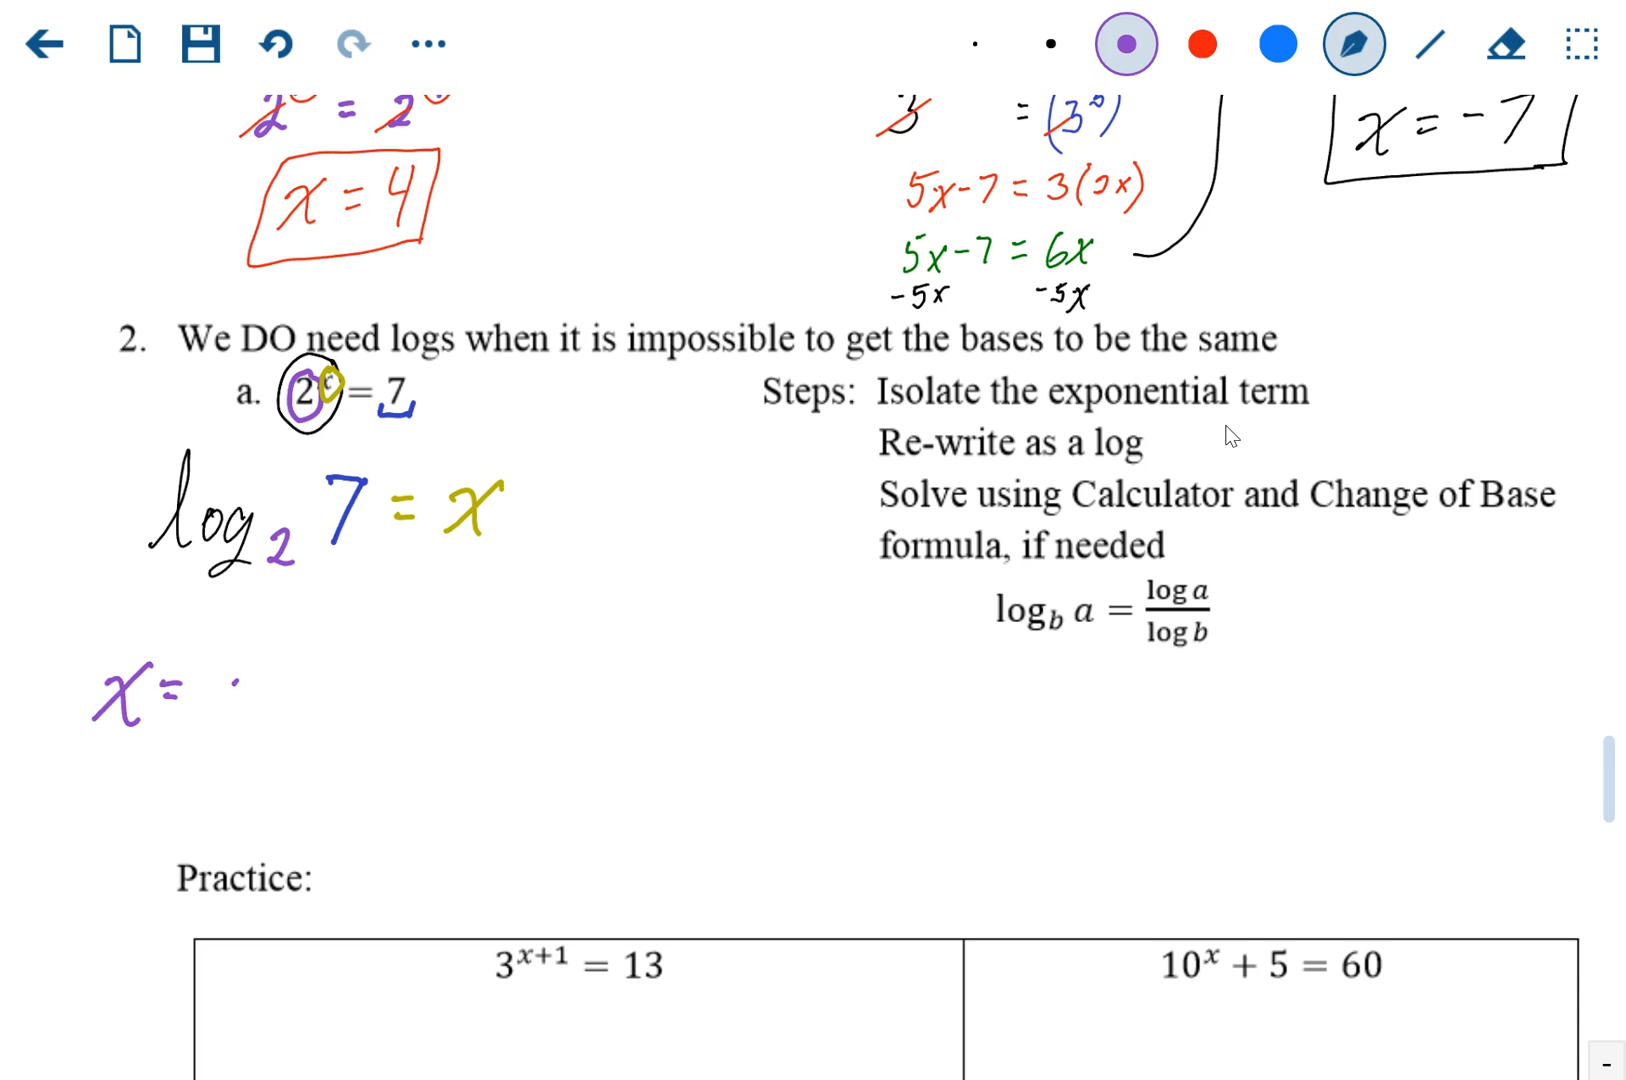 2 = 2
x = 4
3 = (3 )
5x - 7 = 3(2x)
5x - 7 = 6x
-5x -5x
x = -7
2. We DO need logs when it is impossible to get the bases to be the same
a. 2^x = 7
log_2 7 = x
x =
Steps: Isolate the exponential term
Re-write as a log
Solve using Calculator and Change of Base
formula, if needed
log_b a = log a / log b
Practice:
3^{x+1} = 13
10^x + 5 = 60